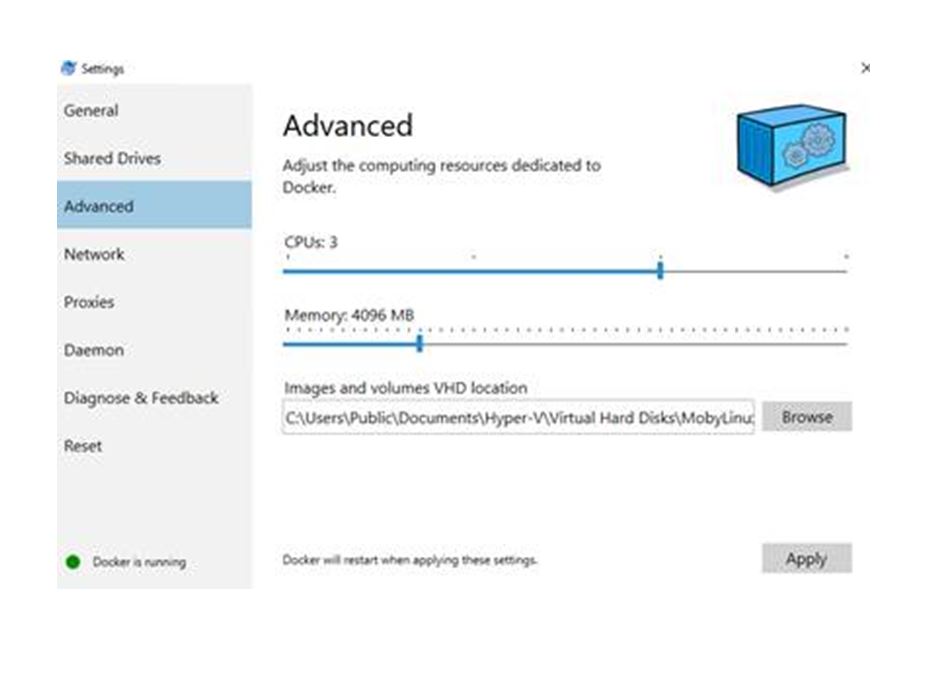 Settings
General
Shared Drives
Advanced
Network
Proxies
Daemon
Diagnose & Feedback
Reset
Docker is running
Advanced
Adjust the computing resources dedicated to
Docker.
CPUs: 3
Memory: 4096 MB
Images and volumes VHD location
C:\Users\Public\Documents\Hyper-V\Virtual Hard Disks\MobyLinu
Browse
Docker will restart when applying these settings.
Apply